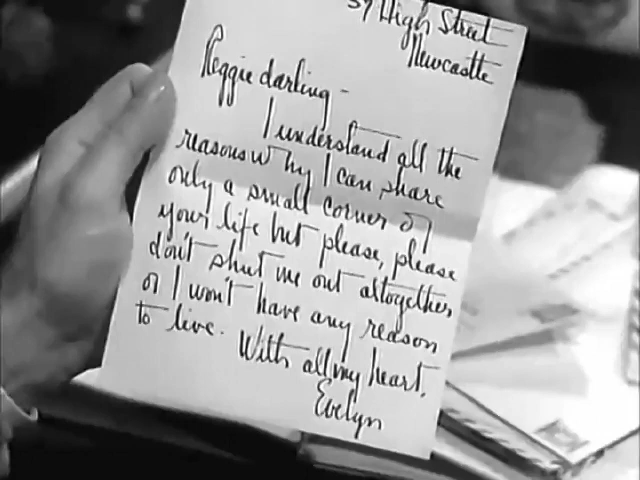 37 High Street
Newcastle
Reggie darling -
I understand all the
reasons why I can share
only a small corner of
your life but please, please
don't shut me out altogether,
or I won't have any reason
to live. With all my heart,
Evelyn